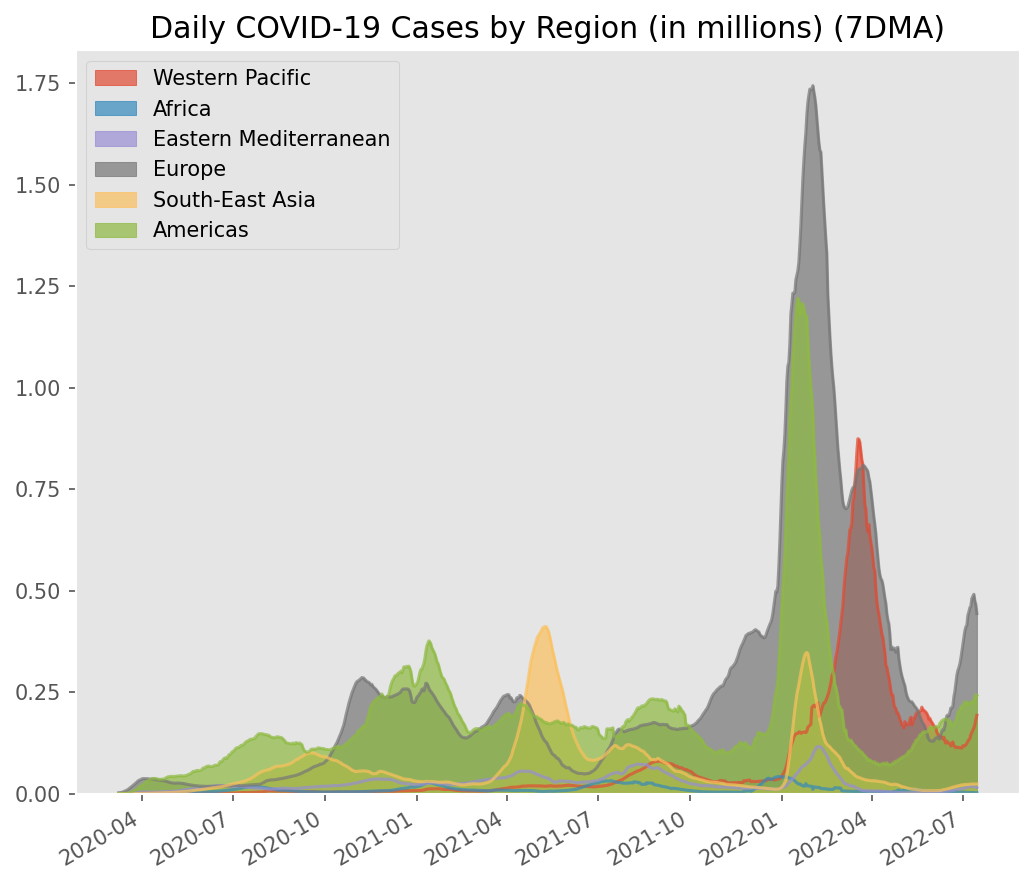 Daily COVID-19 Cases by Region (in millions) (7DMA)
1.75
1.50
1.25
1.00
0.75
0.50
0.25
0.00
Western Pacific
Africa
Eastern Mediterranean
Europe
South-East Asia
Americas
2020-04
2020-07
2020-10
2021-01
2021-04
2021-07
2021-10
2022-01
2022-04
2022-07